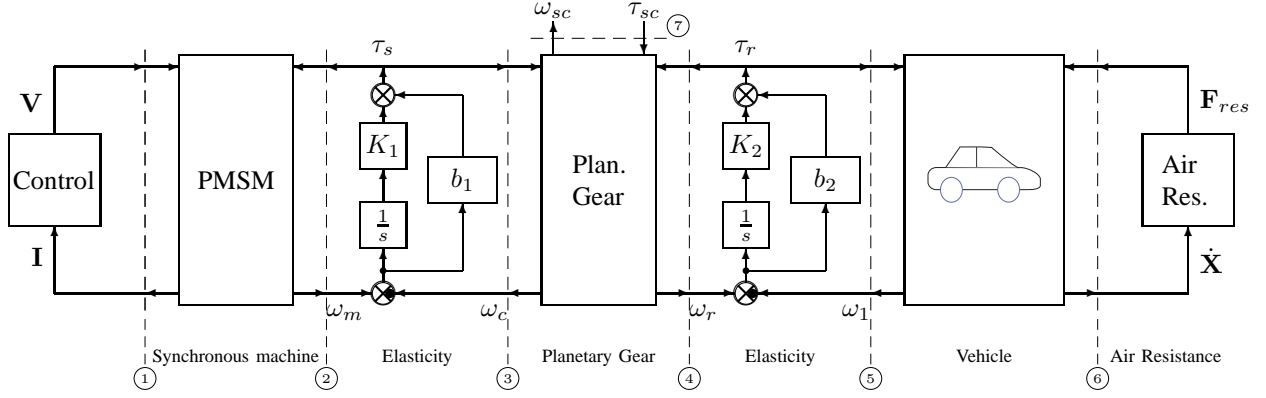 ω_sc τ_sc 7
τ_s τ_r
V F_res
K_1 K_2
Control PMSM b_1 Plan. Gear b_2 Air Res.
1/s 1/s
I Ẋ
ω_m ω_c ω_r ω_1
Synchronous machine Elasticity Planetary Gear Elasticity Vehicle Air Resistance
1 2 3 4 5 6